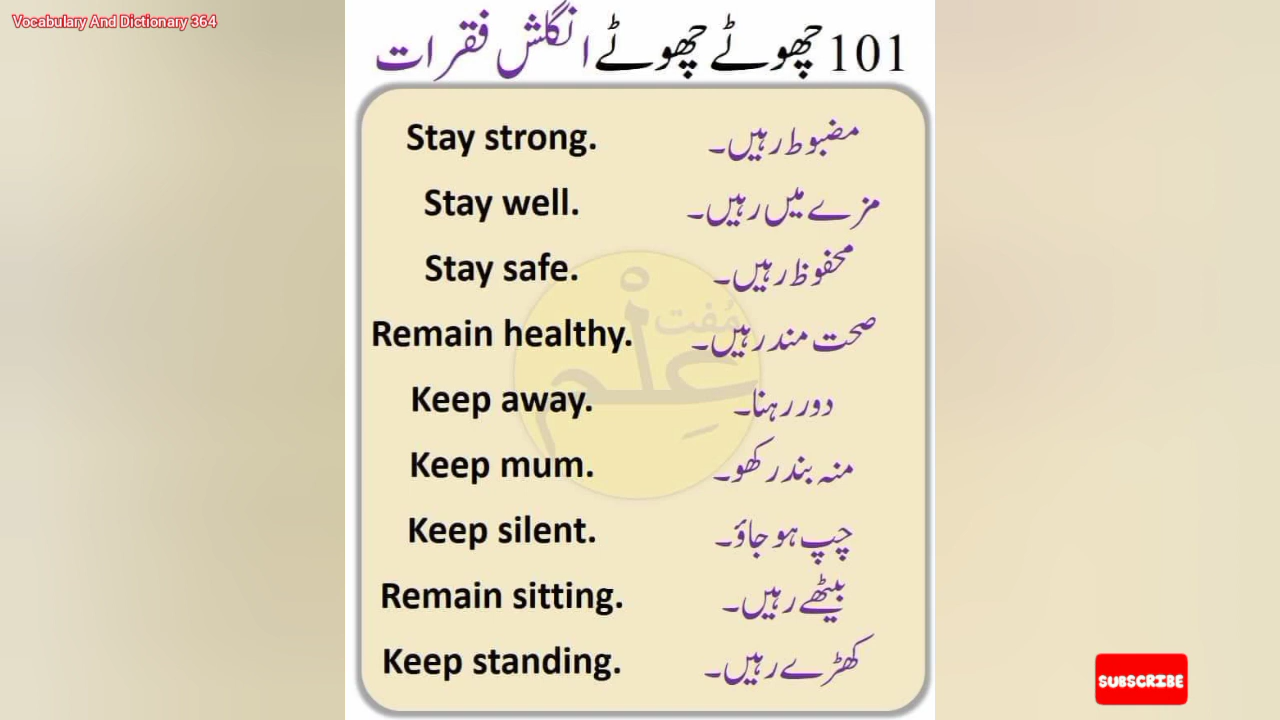 Vocabulary And Dictionary 364
101 چھوٹے چھوٹے انگلش فقرات
Stay strong. مضبوط رہیں۔
Stay well. مزے میں رہیں۔
Stay safe. محفوظ رہیں۔
مُفت
عِلْم
Remain healthy. صحت مند رہیں۔
Keep away. دور رہنا۔
Keep mum. منہ بند رکھو۔
Keep silent. چپ ہو جاؤ۔
Remain sitting. بیٹھے رہیں۔
Keep standing. کھڑے رہیں۔
SUBSCRIBE